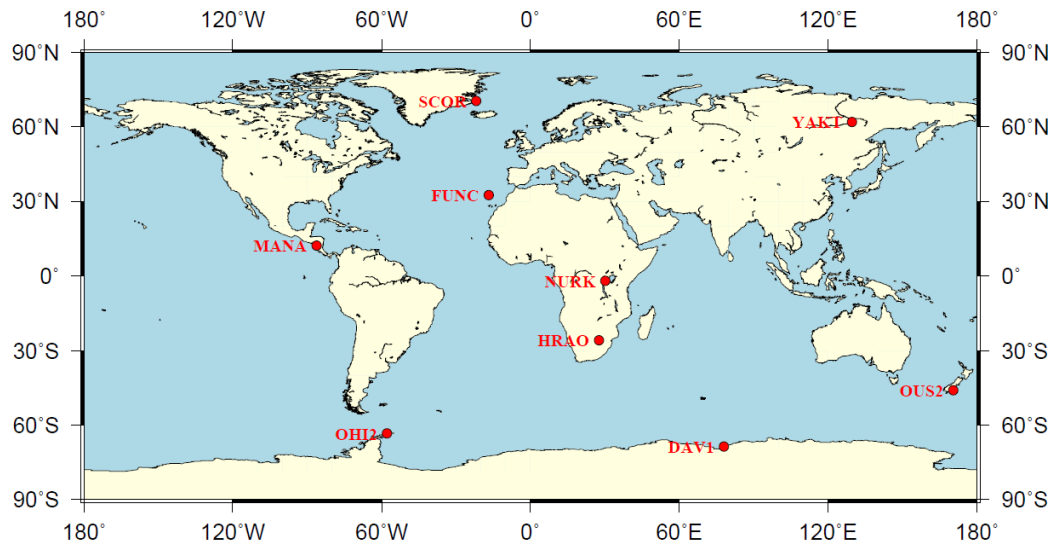 180 120˚W 60˚W 0˚ 60˚E 120˚E 180˚
90˚N 90˚N
SCOR
60˚N YAKT 60˚N
30˚N FUNC 30˚N
MANA
0˚ NURK 0˚
30˚S HRAO 30˚S
OUS2
60˚S OHI2 60˚S
DAV1
90˚S 90˚S
180˚ 120˚W 60˚W 0˚ 60˚E 120˚E 180˚